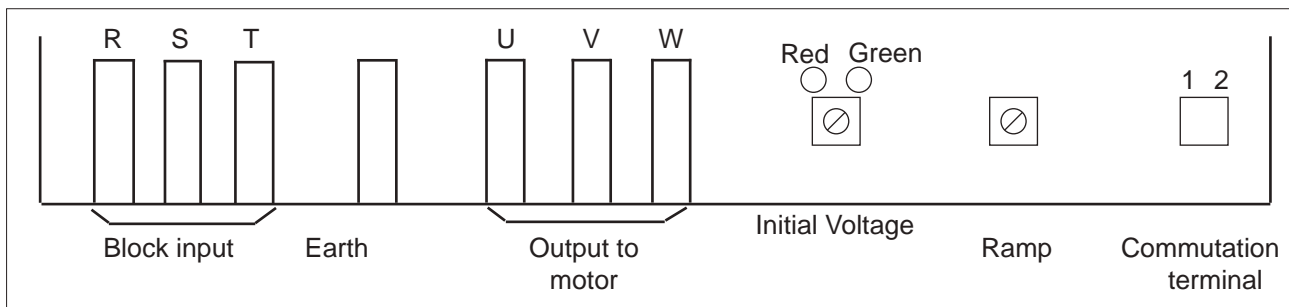 R S T U V W
Red Green
1 2
Initial Voltage
Block input
Earth
Output to
motor
Ramp
Commutation
terminal